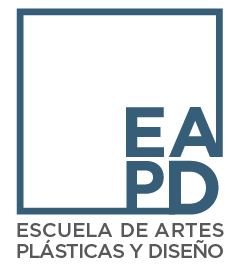 EA
PD
ESCUELA DE ARTES
PLÁSTICAS Y DISEÑO